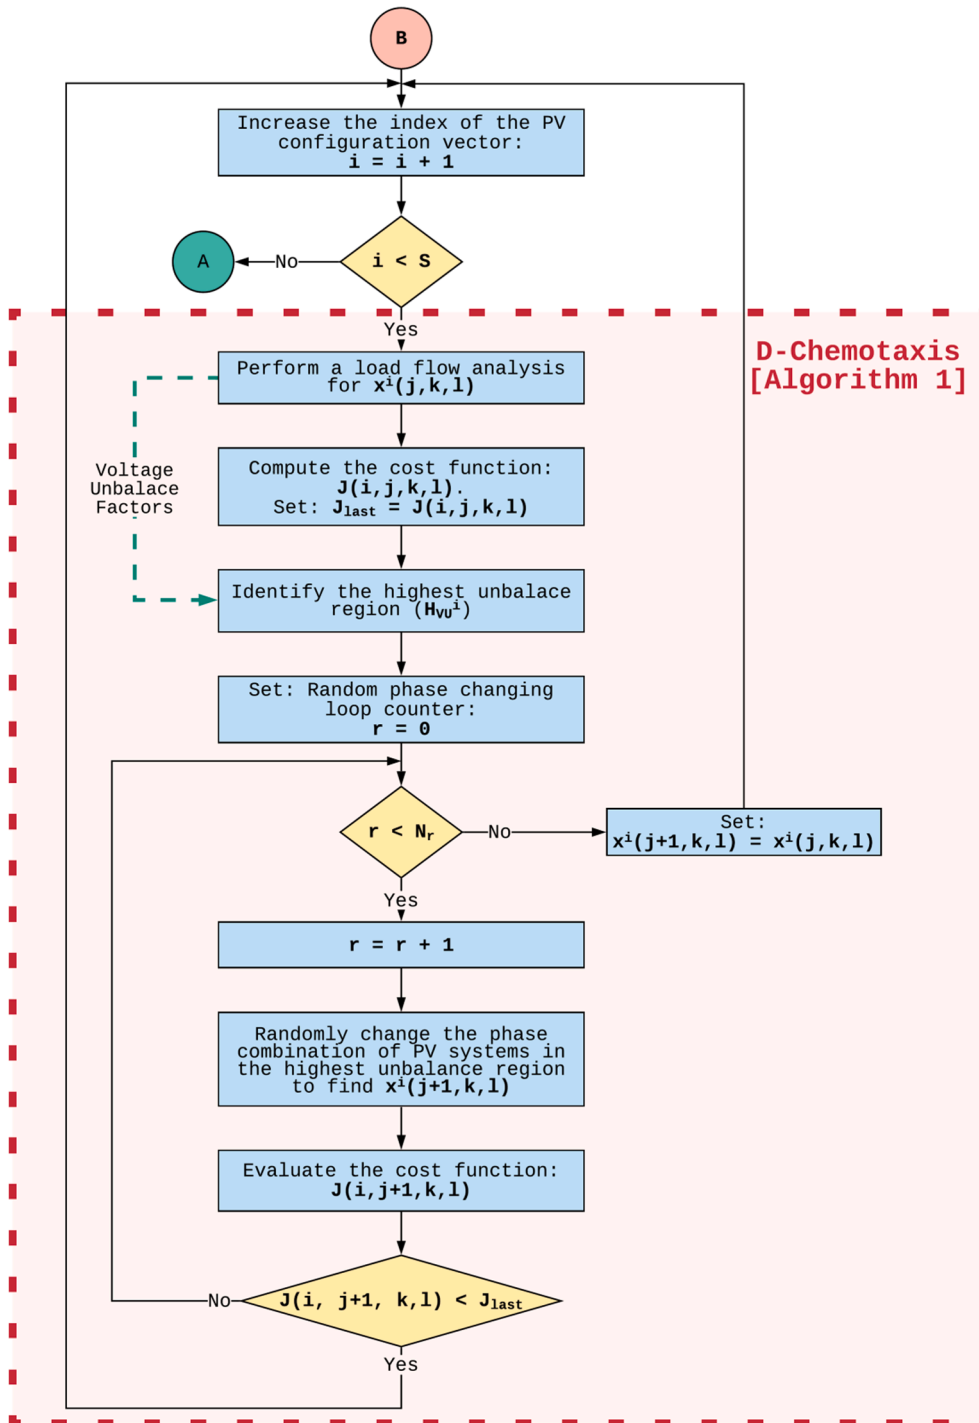 B
Increase the index of the PV
configuration vector:
i = i + 1
i < S
No
A
Yes
D-Chemotaxis
[Algorithm 1]
Perform a load flow analysis
for xⁱ(j,k,l)
Voltage
Unbalace
Factors
Compute the cost function:
J(i,j,k,l).
Set: Jlast = J(i,j,k,l)
Identify the highest unbalace
region (HVUⁱ)
Set: Random phase changing
loop counter:
r = 0
r < Nr
No
Set:
xⁱ(j+1,k,l) = xⁱ(j,k,l)
Yes
r = r + 1
Randomly change the phase
combination of PV systems in
the highest unbalance region
to find xⁱ(j+1,k,l)
Evaluate the cost function:
J(i,j+1,k,l)
J(i, j+1, k,l) < Jlast
No
Yes